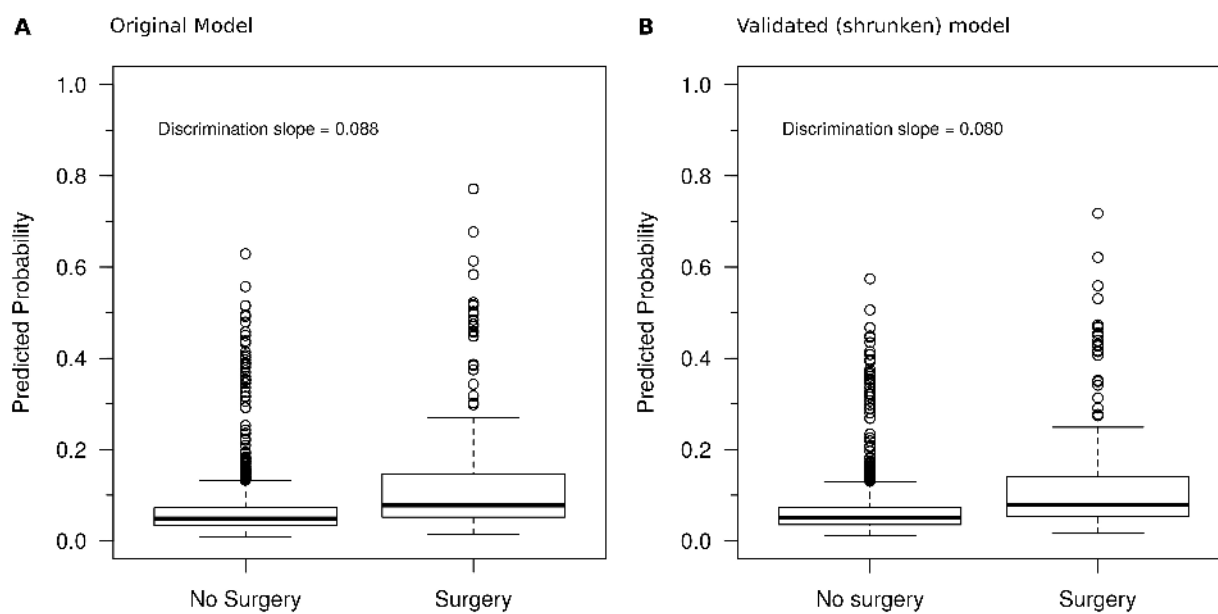 A Original Model
Discrimination slope = 0.088
Predicted Probability
1.0
0.8
0.6
0.4
0.2
0.0
No Surgery Surgery
B Validated (shrunken) model
Discrimination slope = 0.080
Predicted Probability
1.0
0.8
0.6
0.4
0.2
0.0
No surgery Surgery